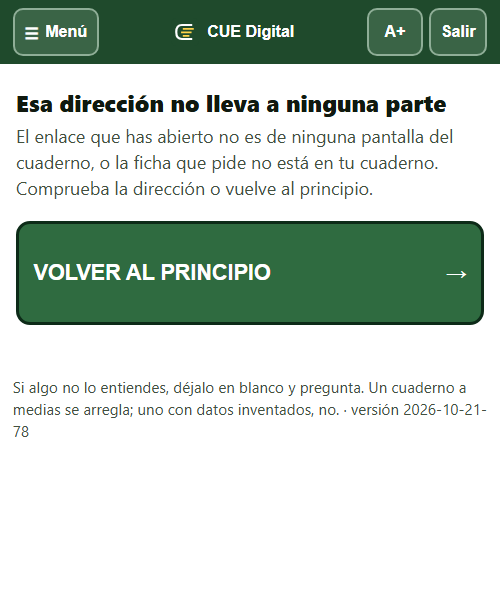 ☰ Menú
CUE Digital
A+
Salir
Esa dirección no lleva a ninguna parte
El enlace que has abierto no es de ninguna pantalla del
cuaderno, o la ficha que pide no está en tu cuaderno.
Comprueba la dirección o vuelve al principio.
VOLVER AL PRINCIPIO →
Si algo no lo entiendes, déjalo en blanco y pregunta. Un cuaderno a
medias se arregla; uno con datos inventados, no. · versión 2026-10-21-
78